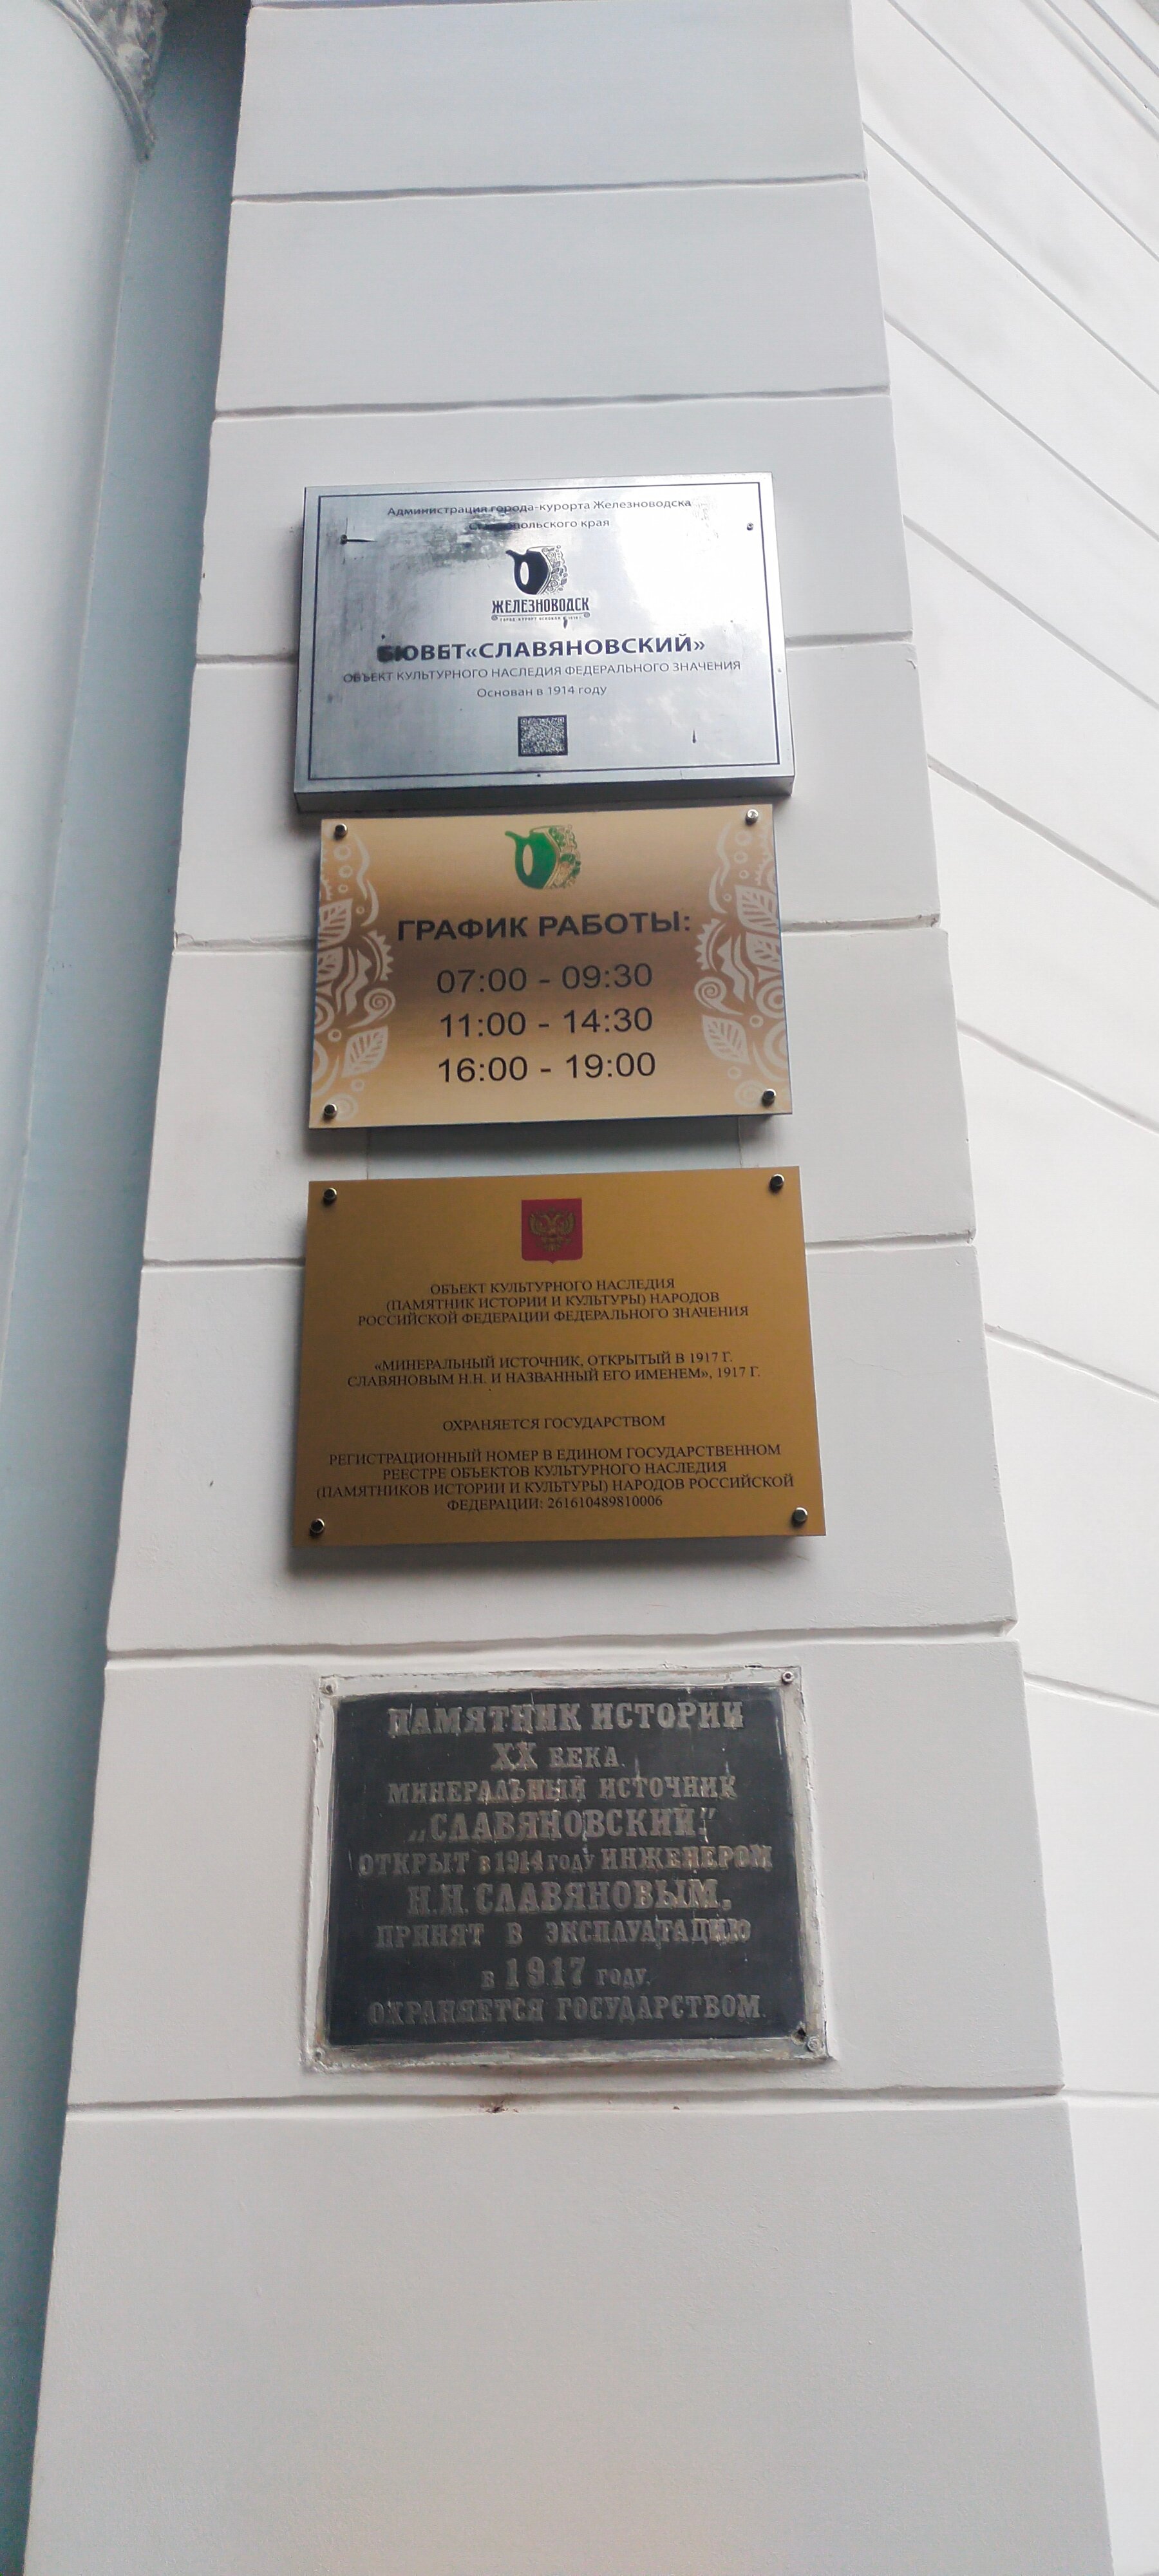 Администрация города-курорта Железноводска
Ставропольского края
ЖЕЛЕЗНОВОДСК
БЮВЕТ«СЛАВЯНОВСКИЙ»
ОБЪЕКТ КУЛЬТУРНОГО НАСЛЕДИЯ ФЕДЕРАЛЬНОГО ЗНАЧЕНИЯ
Основан в 1914 году
ГРАФИК РАБОТЫ:
07:00 - 09:30
11:00 - 14:30
16:00 - 19:00
ОБЪЕКТ КУЛЬТУРНОГО НАСЛЕДИЯ
(ПАМЯТНИК ИСТОРИИ И КУЛЬТУРЫ) НАРОДОВ
РОССИЙСКОЙ ФЕДЕРАЦИИ ФЕДЕРАЛЬНОГО ЗНАЧЕНИЯ
«МИНЕРАЛЬНЫЙ ИСТОЧНИК, ОТКРЫТЫЙ В 1917 Г.
СЛАВЯНОВЫМ Н.Н. И НАЗВАННЫЙ ЕГО ИМЕНЕМ», 1917 Г.
ОХРАНЯЕТСЯ ГОСУДАРСТВОМ
РЕГИСТРАЦИОННЫЙ НОМЕР В ЕДИНОМ ГОСУДАРСТВЕННОМ
РЕЕСТРЕ ОБЪЕКТОВ КУЛЬТУРНОГО НАСЛЕДИЯ
(ПАМЯТНИКОВ ИСТОРИИ И КУЛЬТУРЫ) НАРОДОВ РОССИЙСКОЙ
ФЕДЕРАЦИИ: 261610489810006
ПАМЯТНИК ИСТОРИИ
XX ВЕКА.
МИНЕРАЛЬНЫЙ ИСТОЧНИК
„СЛАВЯНОВСКИЙ."
ОТКРЫТ в 1914 году ИНЖЕНЕРОМ
Н.Н. СЛАВЯНОВЫМ,
ПРИНЯТ В ЭКСПЛУАТАЦИЮ
в 1917 году.
ОХРАНЯЕТСЯ ГОСУДАРСТВОМ.